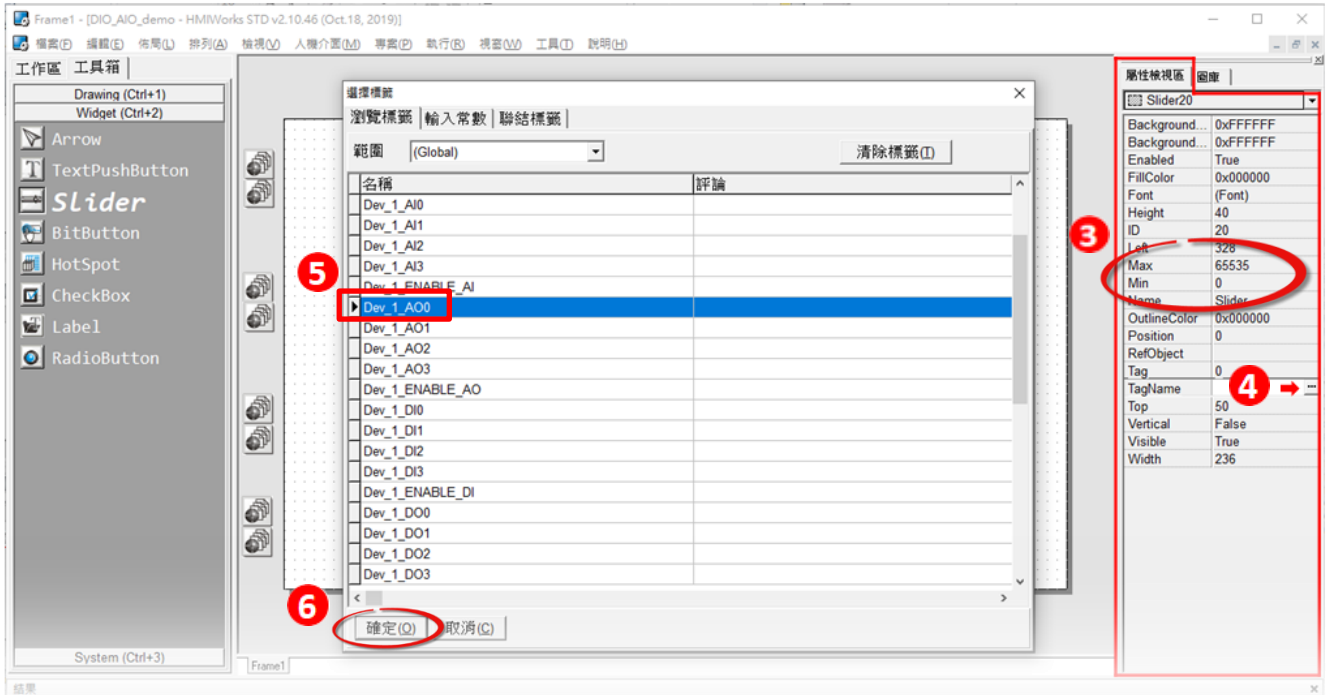 Frame1 - [DIO_AIO_demo - HMIWorks STD v2.10.46 (Oct.18, 2019)]
檔案(F) 編輯(E) 佈局(L) 排列(A) 檢視(V) 人機介面(M) 專案(P) 執行(R) 視窗(W) 工具(T) 說明(H)
工作區 工具箱
Drawing (Ctrl+1)
Widget (Ctrl+2)
Arrow
TextPushButton
Slider
BitButton
HotSpot
CheckBox
Label
RadioButton
System (Ctrl+3)
Frame1
結果
選擇標籤
瀏覽標籤 輸入常數 聯結標籤
範圍 (Global) 清除標籤(T)
名稱 評論
Dev_1_AI0
Dev_1_AI1
Dev_1_AI2
Dev_1_AI3
5
Dev_1_ENABLE_AI
Dev_1_AO0
Dev_1_AO1
Dev_1_AO2
Dev_1_AO3
Dev_1_ENABLE_AO
Dev_1_DI0
Dev_1_DI1
Dev_1_DI2
Dev_1_DI3
Dev_1_ENABLE_DI
Dev_1_DO0
Dev_1_DO1
Dev_1_DO2
Dev_1_DO3
6
確定(O) 取消(C)
屬性檢視區 圖庫
Slider20
Background... 0xFFFFFF
Background... 0xFFFFFF
Enabled True
FillColor 0x000000
Font (Font)
Height 40
ID 20
3
Left 328
Max 65535
Min 0
Name Slider
OutlineColor 0x000000
Position 0
RefObject
Tag 0
TagName 4 ...
Top 50
Vertical False
Visible True
Width 236